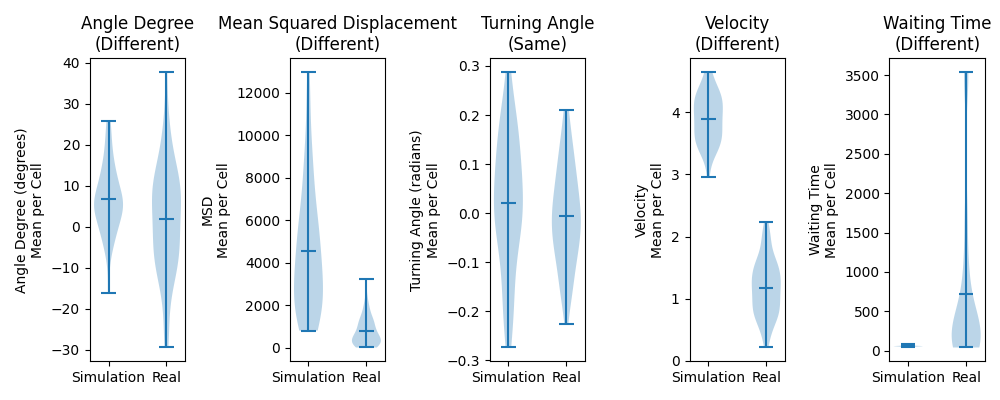 Angle Degree
(Different)
Mean Squared Displacement
(Different)
Turning Angle
(Same)
Velocity
(Different)
Waiting Time
(Different)
Angle Degree (degrees)
Mean per Cell
40
30
20
10
0
−10
−20
−30
Simulation
Real
MSD
Mean per Cell
12000
10000
8000
6000
4000
2000
0
Simulation
Real
Turning Angle (radians)
Mean per Cell
0.3
0.2
0.1
0.0
−0.1
−0.2
−0.3
Simulation
Real
Velocity
Mean per Cell
4
3
2
1
0
Simulation
Real
Waiting Time
Mean per Cell
3500
3000
2500
2000
1500
1000
500
0
Simulation
Real